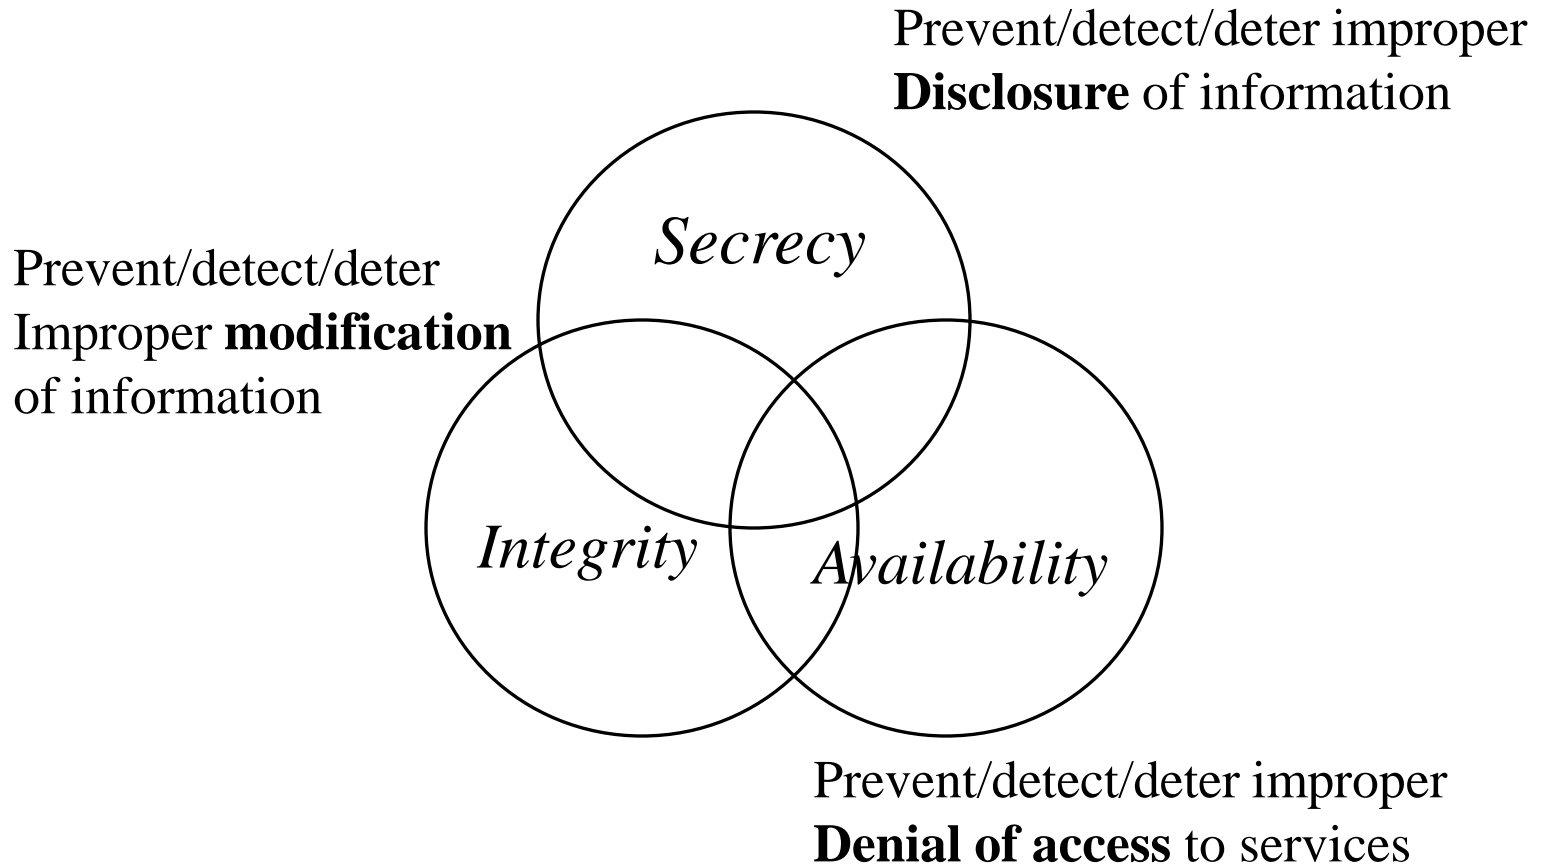 Prevent/detect/deter improper
Disclosure of information
Secrecy
Prevent/detect/deter
Improper modification
of information
Integrity
Availability
Prevent/detect/deter improper
Denial of access to services